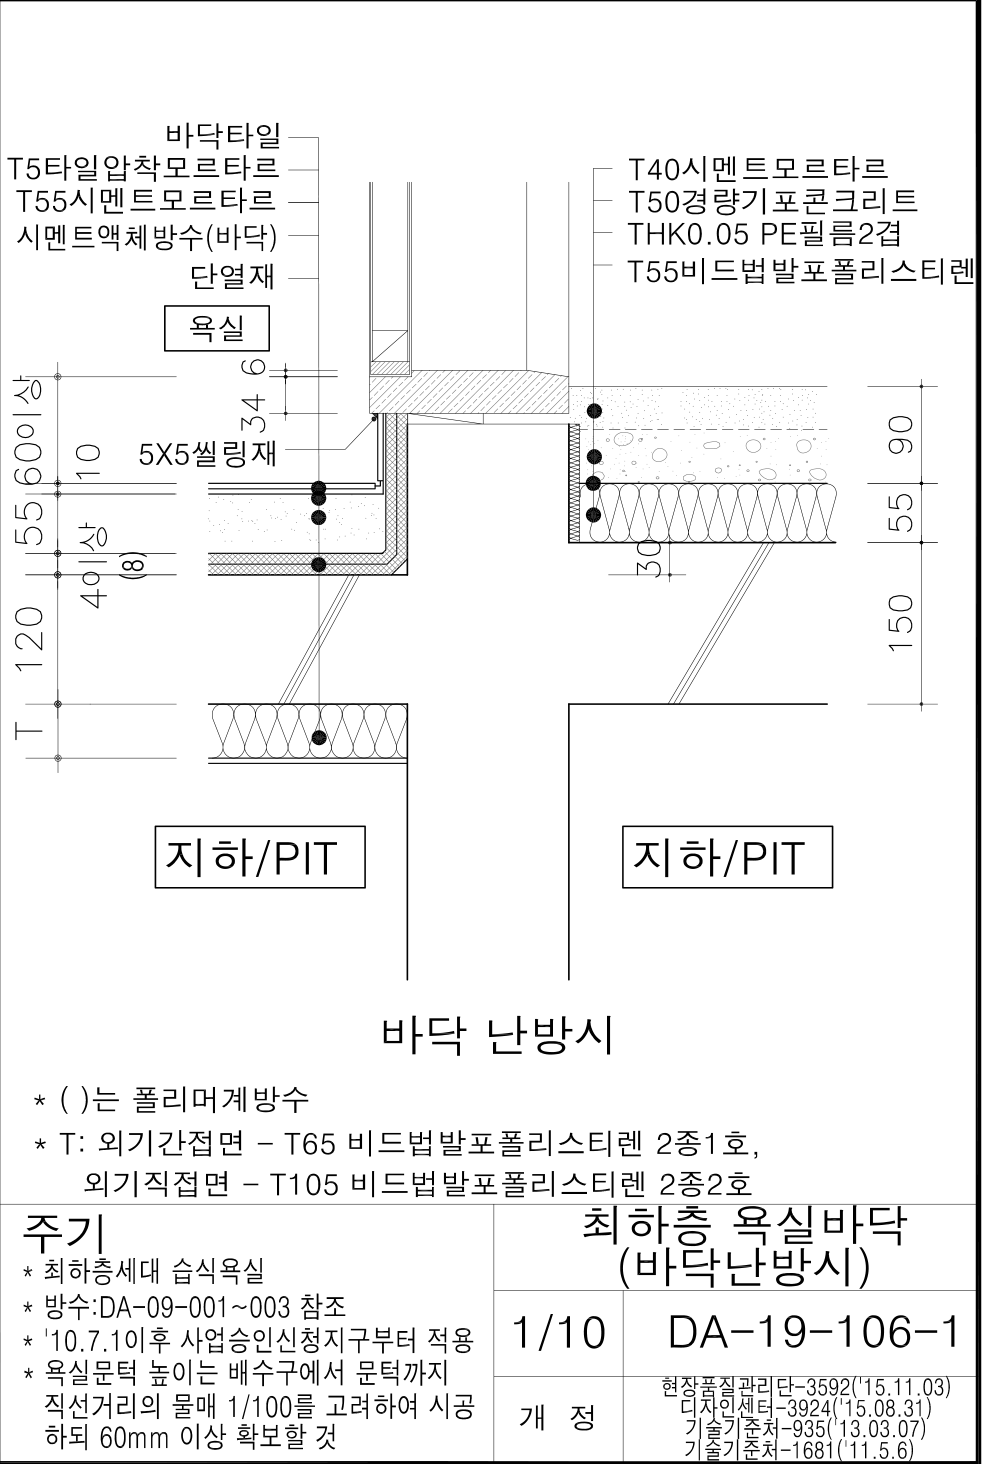 바닥타일
T5타일압착모르타르
T55시멘트모르타르
시멘트액체방수(바닥)
단열재
욕실
T40시멘트모르타르
T50경량기포콘크리트
THK0.05 PE필름2겹
T55비드법발포폴리스티렌
6
34
60이상
10
5X5씰링재
55
4이상
(8)
120
T
90
55
30
150
지하/PIT
지하/PIT
바닥 난방시
* ( )는 폴리머계방수
* T: 외기간접면 - T65 비드법발포폴리스티렌 2종1호,
외기직접면 - T105 비드법발포폴리스티렌 2종2호
주기
* 최하층세대 습식욕실
* 방수:DA-09-001~003 참조
* '10.7.1이후 사업승인신청지구부터 적용
* 욕실문턱 높이는 배수구에서 문턱까지
직선거리의 물매 1/100를 고려하여 시공
하되 60mm 이상 확보할 것
최하층 욕실바닥
(바닥난방시)
1/10
DA-19-106-1
개 정
현장품질관리단-3592('15.11.03)
디자인센터-3924('15.08.31)
기술기준처-935('13.03.07)
기술기준처-1681('11.5.6)